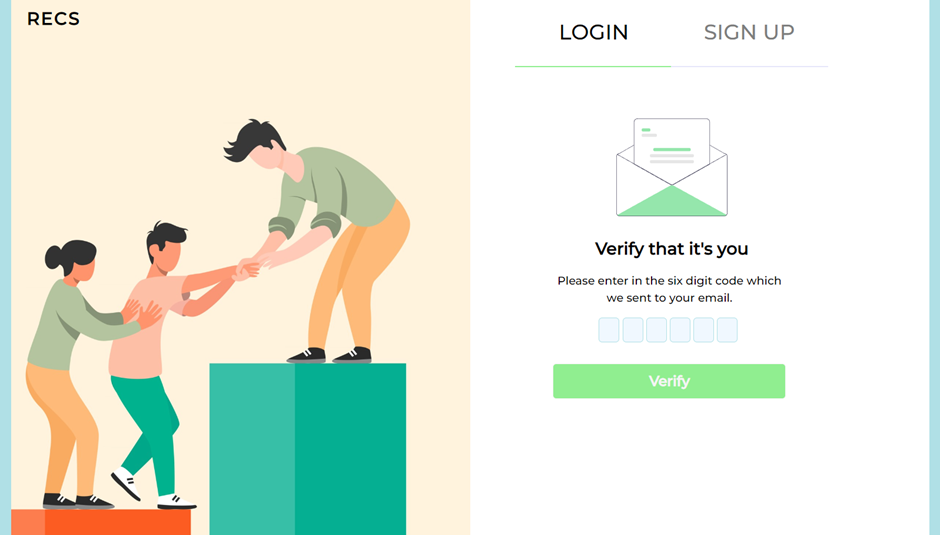 RECS
LOGIN
SIGN UP
Verify that it's you
Please enter in the six digit code which
we sent to your email.
Verify